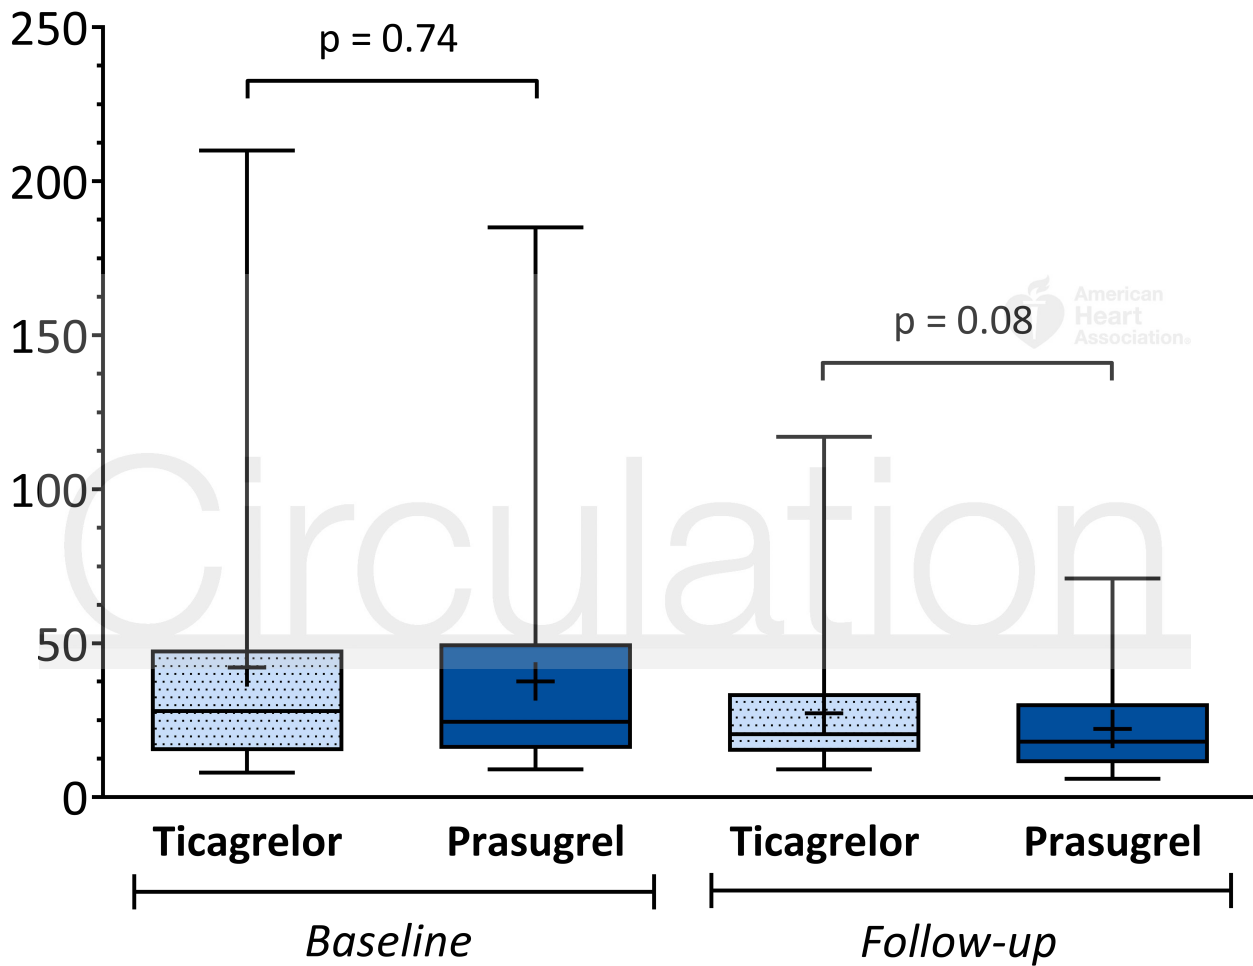 250
p = 0.74
200
150
p = 0.08
American
Heart
Association®
100
Circulation
50
0
Ticagrelor Prasugrel Ticagrelor Prasugrel
Baseline Follow-up